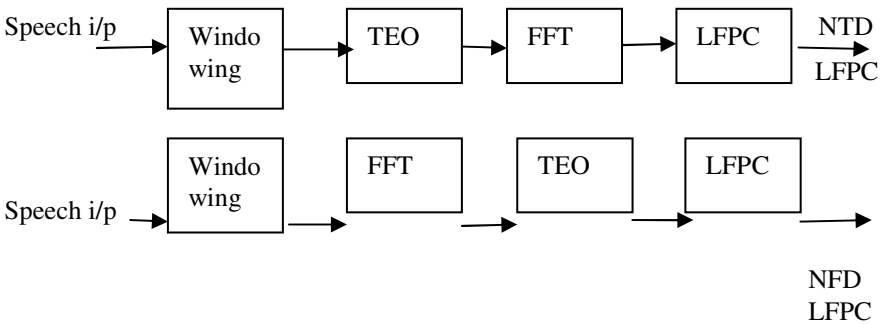 Speech i/p
Windo
wing
TEO
FFT
LFPC
NTD
LFPC
Speech i/p
Windo
wing
FFT
TEO
LFPC
NFD
LFPC